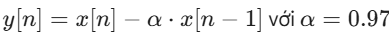 y[n] = x[n] − α · x[n − 1] với α = 0.97